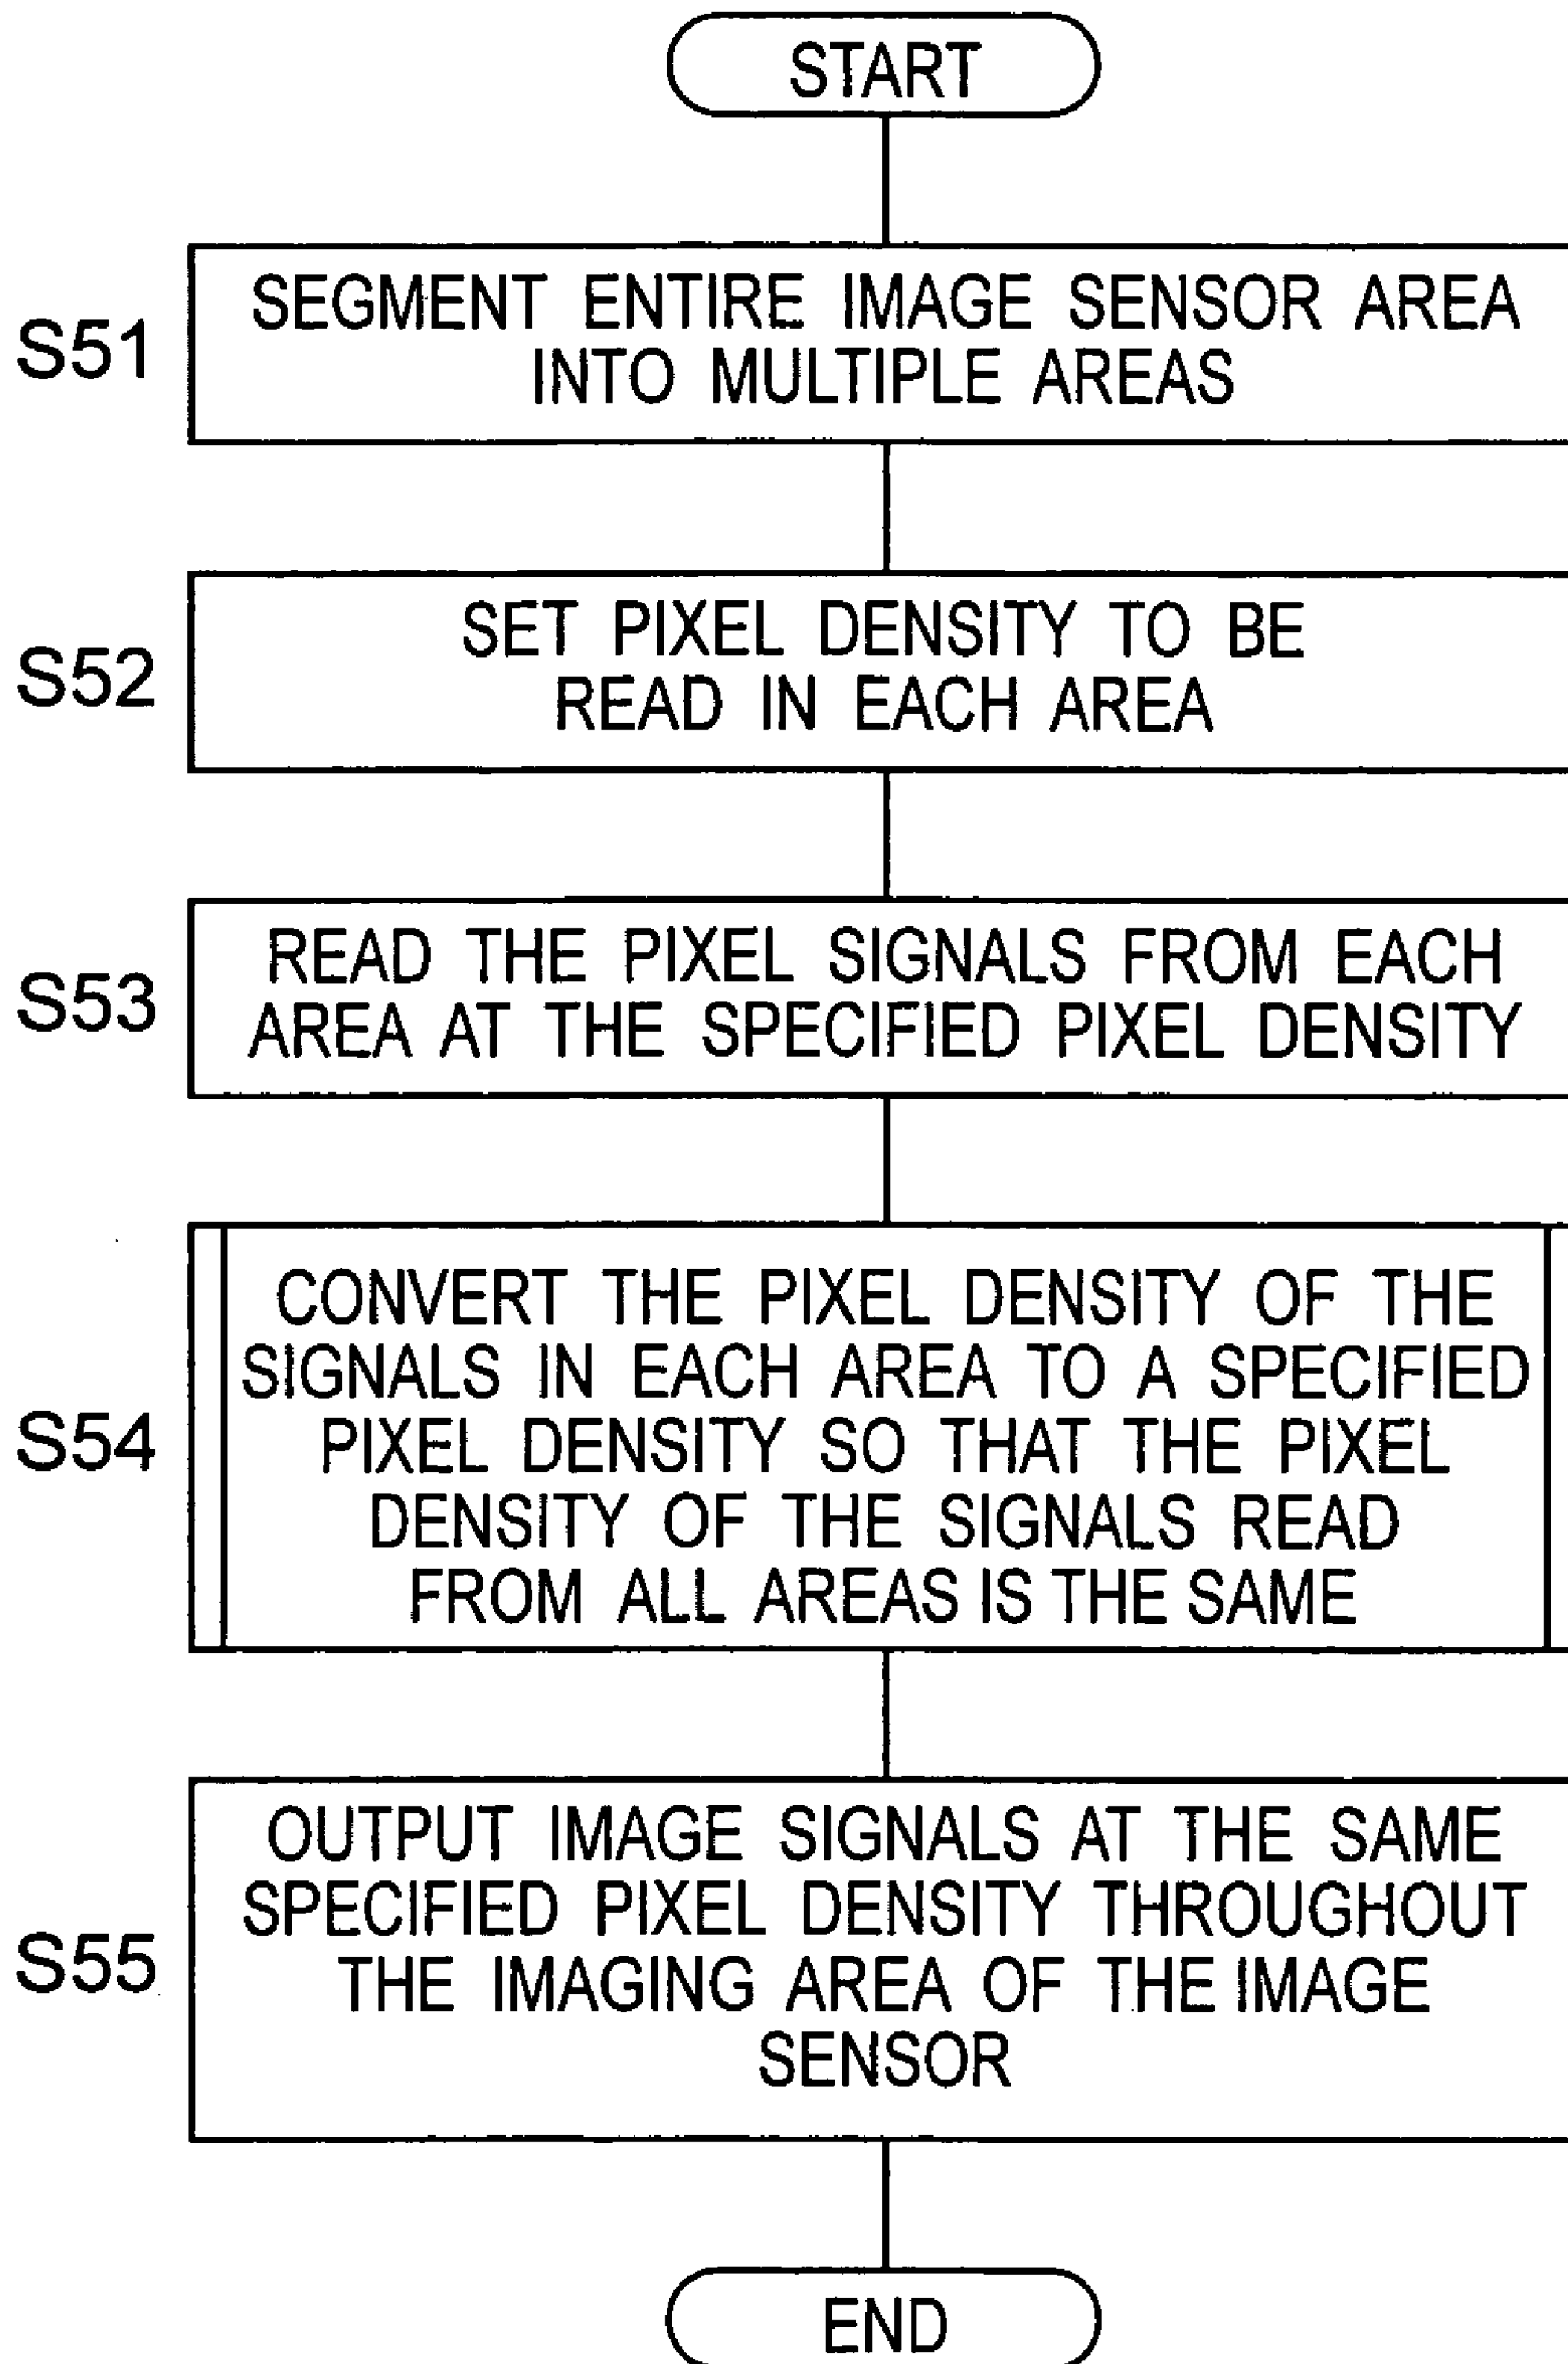 START
S51
SEGMENT ENTIRE IMAGE SENSOR AREA
INTO MULTIPLE AREAS
S52
SET PIXEL DENSITY TO BE
READ IN EACH AREA
S53
READ THE PIXEL SIGNALS FROM EACH
AREA AT THE SPECIFIED PIXEL DENSITY
S54
CONVERT THE PIXEL DENSITY OF THE
SIGNALS IN EACH AREA TO A SPECIFIED
PIXEL DENSITY SO THAT THE PIXEL
DENSITY OF THE SIGNALS READ
FROM ALL AREAS IS THE SAME
S55
OUTPUT IMAGE SIGNALS AT THE SAME
SPECIFIED PIXEL DENSITY THROUGHOUT
THE IMAGING AREA OF THE IMAGE
SENSOR
END